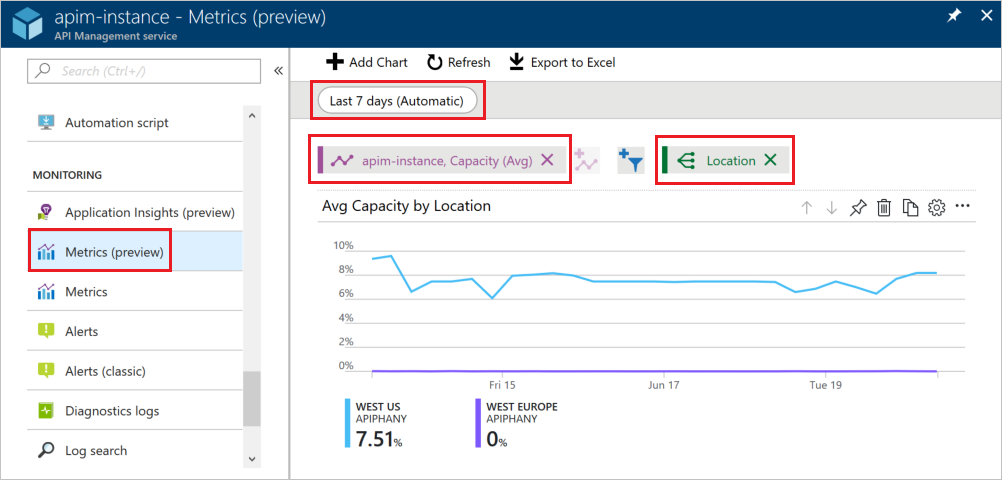 apim-instance - Metrics (preview)
API Management service
Search (Ctrl+/)
Automation script
MONITORING
Application Insights (preview)
Metrics (preview)
Metrics
Alerts
Alerts (classic)
Diagnostics logs
Log search
Add Chart
Refresh
Export to Excel
Last 7 days (Automatic)
apim-instance, Capacity (Avg)
Location
Avg Capacity by Location
10%
8%
6%
4%
2%
0%
Fri 15
Jun 17
Tue 19
WEST US
APIPHANY
7.51%
WEST EUROPE
APIPHANY
0%